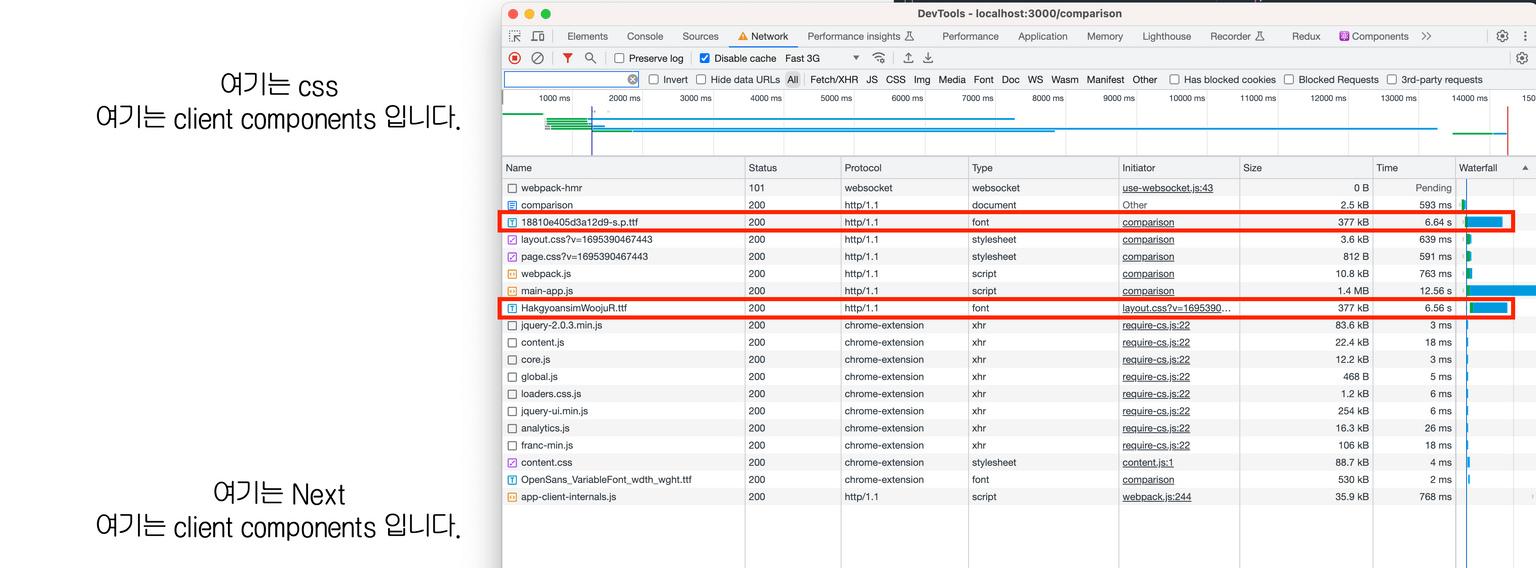 DevTools - localhost:3000/comparison
Elements Console Sources Network Performance insights Performance Application Memory Lighthouse Recorder Redux Components
Preserve log Disable cache Fast 3G
Invert Hide data URLs All Fetch/XHR JS CSS Img Media Font Doc WS Wasm Manifest Other Has blocked cookies Blocked Requests 3rd-party requests
1000 ms 2000 ms 3000 ms 4000 ms 5000 ms 6000 ms 7000 ms 8000 ms 9000 ms 10000 ms 11000 ms 12000 ms 13000 ms 14000 ms 150
여기는 css
여기는 client components 입니다.
Name Status Protocol Type Initiator Size Time Waterfall
webpack-hmr 101 websocket websocket use-websocket.js:43 0 B Pending
comparison 200 http/1.1 document Other 2.5 kB 593 ms
18810e405d3a12d9-s.p.ttf 200 http/1.1 font comparison 377 kB 6.64 s
layout.css?v=1695390467443 200 http/1.1 stylesheet comparison 3.6 kB 639 ms
page.css?v=1695390467443 200 http/1.1 stylesheet comparison 812 B 591 ms
webpack.js 200 http/1.1 script comparison 10.8 kB 763 ms
main-app.js 200 http/1.1 script comparison 1.4 MB 12.56 s
HakgyoansimWoojuR.ttf 200 http/1.1 font layout.css?v=1695390... 377 kB 6.56 s
jquery-2.0.3.min.js 200 chrome-extension xhr require-cs.js:22 83.6 kB 3 ms
content.js 200 chrome-extension xhr require-cs.js:22 22.4 kB 18 ms
core.js 200 chrome-extension xhr require-cs.js:22 12.2 kB 3 ms
global.js 200 chrome-extension xhr require-cs.js:22 468 B 5 ms
loaders.css.js 200 chrome-extension xhr require-cs.js:22 1.2 kB 6 ms
jquery-ui.min.js 200 chrome-extension xhr require-cs.js:22 254 kB 6 ms
analytics.js 200 chrome-extension xhr require-cs.js:22 16.3 kB 26 ms
franc-min.js 200 chrome-extension xhr require-cs.js:22 106 kB 18 ms
content.css 200 chrome-extension stylesheet content.js:1 88.7 kB 4 ms
OpenSans_VariableFont_wdth_wght.ttf 200 chrome-extension font comparison 530 kB 2 ms
app-client-internals.js 200 http/1.1 script webpack.js:244 35.9 kB 768 ms
여기는 Next
여기는 client components 입니다.